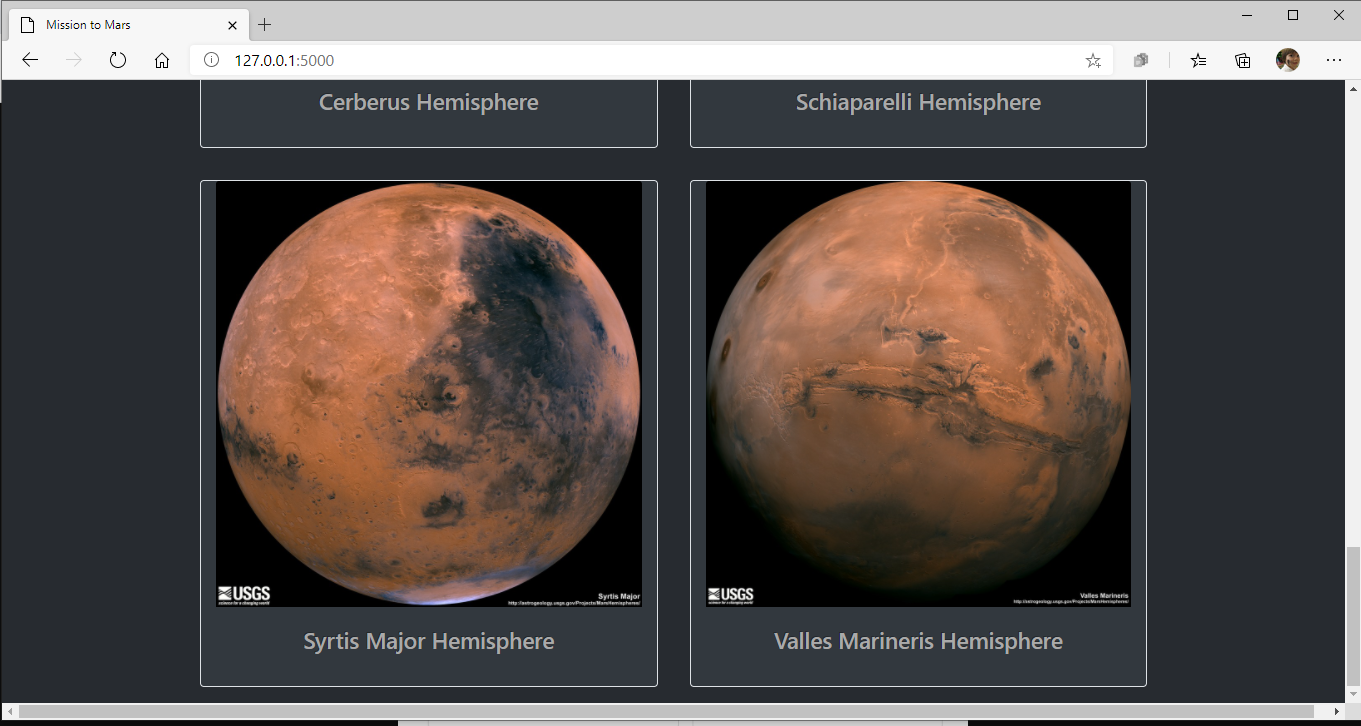 Mission to Mars
127.0.0.1:5000
Cerberus Hemisphere
Schiaparelli Hemisphere
USGS
science for a changing world
Syrtis Major
http://astrogeology.usgs.gov/Projects/MarsHemispheres/
USGS
science for a changing world
Valles Marineris
http://astrogeology.usgs.gov/Projects/MarsHemispheres/
Syrtis Major Hemisphere
Valles Marineris Hemisphere